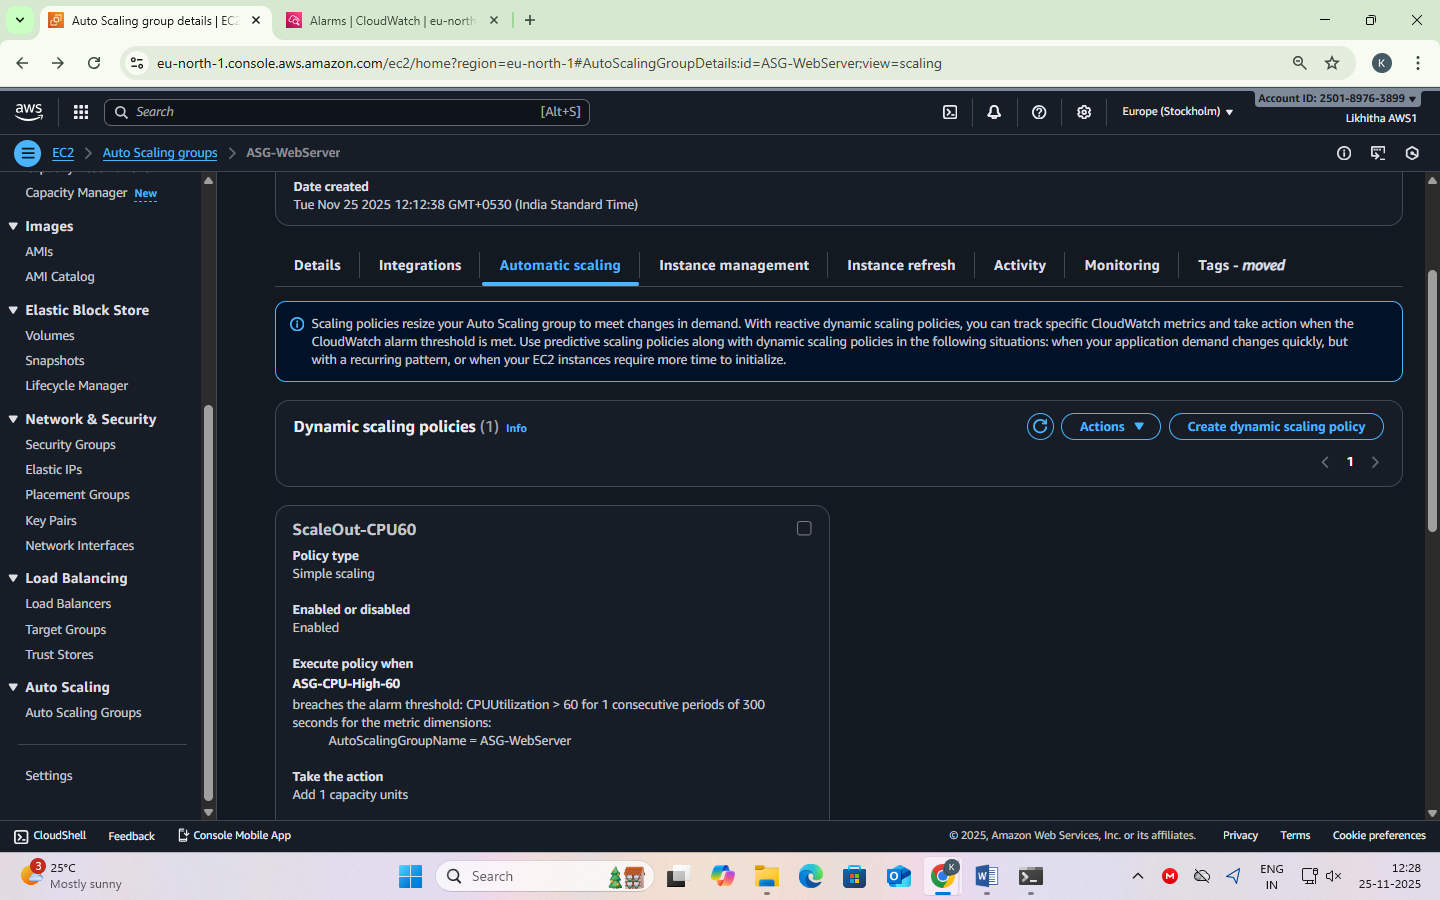 Auto Scaling group details | EC2
Alarms | CloudWatch | eu-north-
eu-north-1.console.aws.amazon.com/ec2/home?region=eu-north-1#AutoScalingGroupDetails:id=ASG-WebServer;view=scaling
K
aws
Search
[Alt+S]
Europe (Stockholm)
Account ID: 2501-8976-3899
Likhitha AWS1
EC2
Auto Scaling groups
ASG-WebServer
Capacity Manager New
Images
AMIs
AMI Catalog
Elastic Block Store
Volumes
Snapshots
Lifecycle Manager
Network & Security
Security Groups
Elastic IPs
Placement Groups
Key Pairs
Network Interfaces
Load Balancing
Load Balancers
Target Groups
Trust Stores
Auto Scaling
Auto Scaling Groups
Settings
Date created
Tue Nov 25 2025 12:12:38 GMT+0530 (India Standard Time)
Details
Integrations
Automatic scaling
Instance management
Instance refresh
Activity
Monitoring
Tags - moved
Scaling policies resize your Auto Scaling group to meet changes in demand. With reactive dynamic scaling policies, you can track specific CloudWatch metrics and take action when the
CloudWatch alarm threshold is met. Use predictive scaling policies along with dynamic scaling policies in the following situations: when your application demand changes quickly, but
with a recurring pattern, or when your EC2 instances require more time to initialize.
Dynamic scaling policies (1) Info
Actions
Create dynamic scaling policy
1
ScaleOut-CPU60
Policy type
Simple scaling
Enabled or disabled
Enabled
Execute policy when
ASG-CPU-High-60
breaches the alarm threshold: CPUUtilization > 60 for 1 consecutive periods of 300
seconds for the metric dimensions:
AutoScalingGroupName = ASG-WebServer
Take the action
Add 1 capacity units
CloudShell
Feedback
Console Mobile App
© 2025, Amazon Web Services, Inc. or its affiliates.
Privacy
Terms
Cookie preferences
3
25°C
Mostly sunny
Search
K
M
ENG
IN
12:28
25-11-2025